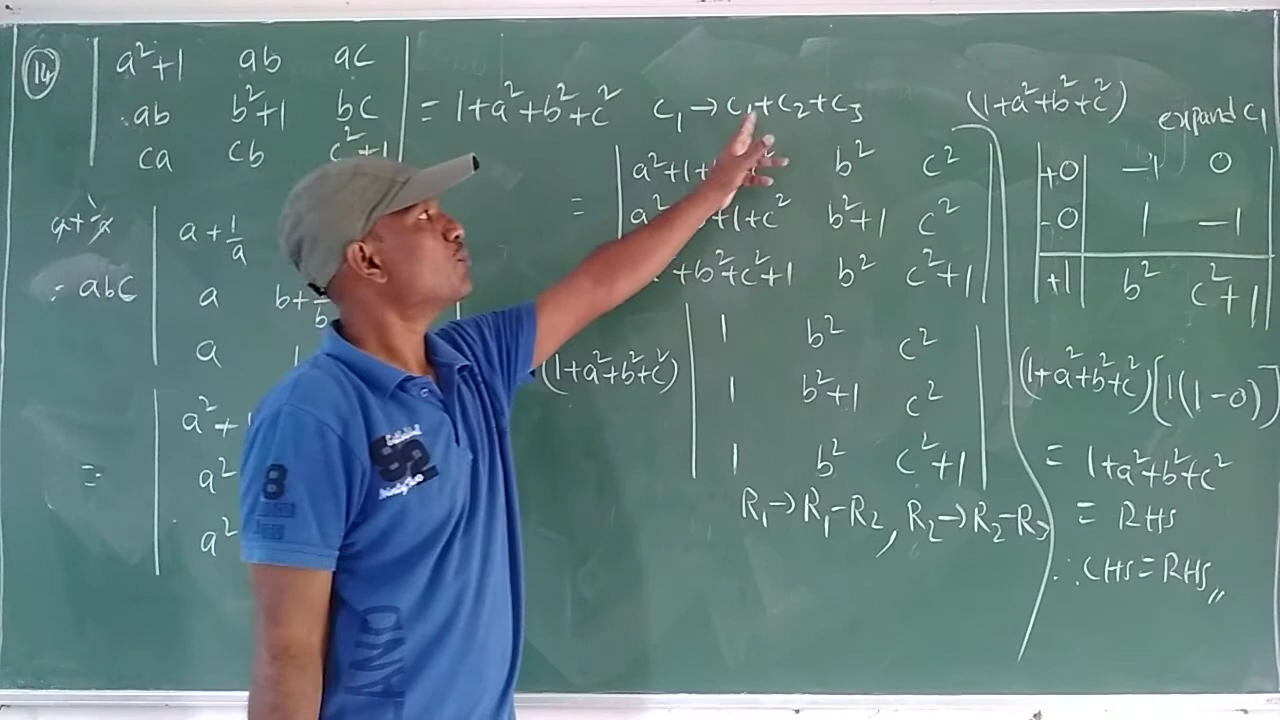 14
a²+1 ab ac
ab b²+1 bc = 1+a²+b²+c²
ca cb c²+1
a + 1/a
= abc a b+1/b
a 1
a²+1
= a²
a²
C₁→C₁+C₂+C₃
b² c²
= a² +1+c² b²+1 c²
+b²+c²+1 b² c²+1
(1+a²+b²+c²) 1 b² c²
1 b²+1 c²
1 b² c²+1
R₁→R₁-R₂, R₂→R₂-R₃
(1+a²+b²+c²) expand C₁
+0 -1 0
-0 1 -1
+1 b² c²+1
(1+a²+b²+c²)[1(1-0)]
= 1+a²+b²+c²
= RHS
∴ LHS = RHS,,
8
82
AND